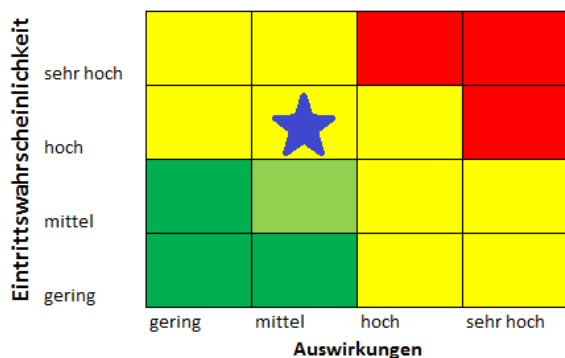 Eintrittswahrscheinlichkeit
sehr hoch
hoch
mittel
gering
gering mittel hoch sehr hoch
Auswirkungen